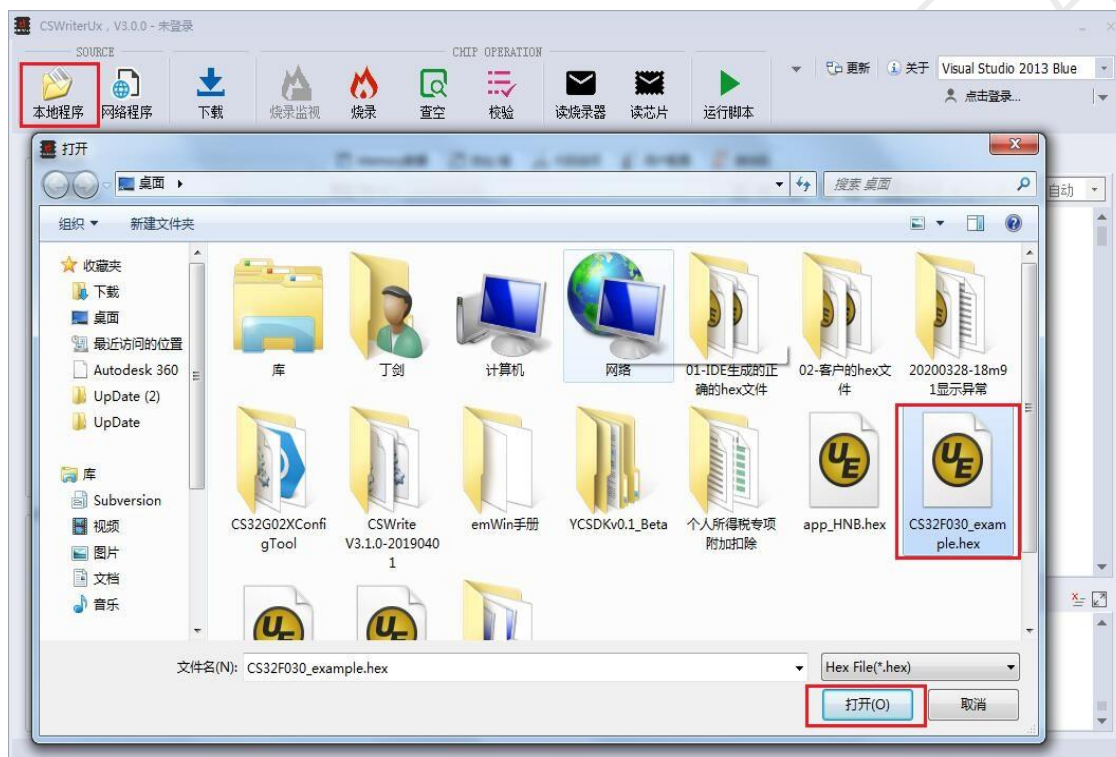 CSWriterUx , V3.0.0 - 未登录
SOURCE
CHIP OPERATION
本地程序
网络程序
下载
烧录监视
烧录
查空
校验
读烧录器
读芯片
运行脚本
更新
关于
Visual Studio 2013 Blue
点击登录...
打开
桌面
搜索 桌面
自动
组织
新建文件夹
收藏夹
下载
桌面
最近访问的位置
Autodesk 360
UpDate (2)
UpDate
库
Subversion
视频
图片
文档
音乐
库
丁剑
计算机
网络
01-IDE生成的正
确的hex文件
02-客户的hex文
件
20200328-18m9
1显示异常
CS32G02XConfi
gTool
CSWrite
V3.1.0-2019040
1
emWin手册
YCSDKv0.1_Beta
个人所得税专项
附加扣除
app_HNB.hex
CS32F030_exam
ple.hex
文件名(N):
CS32F030_example.hex
Hex File(*.hex)
打开(O)
取消